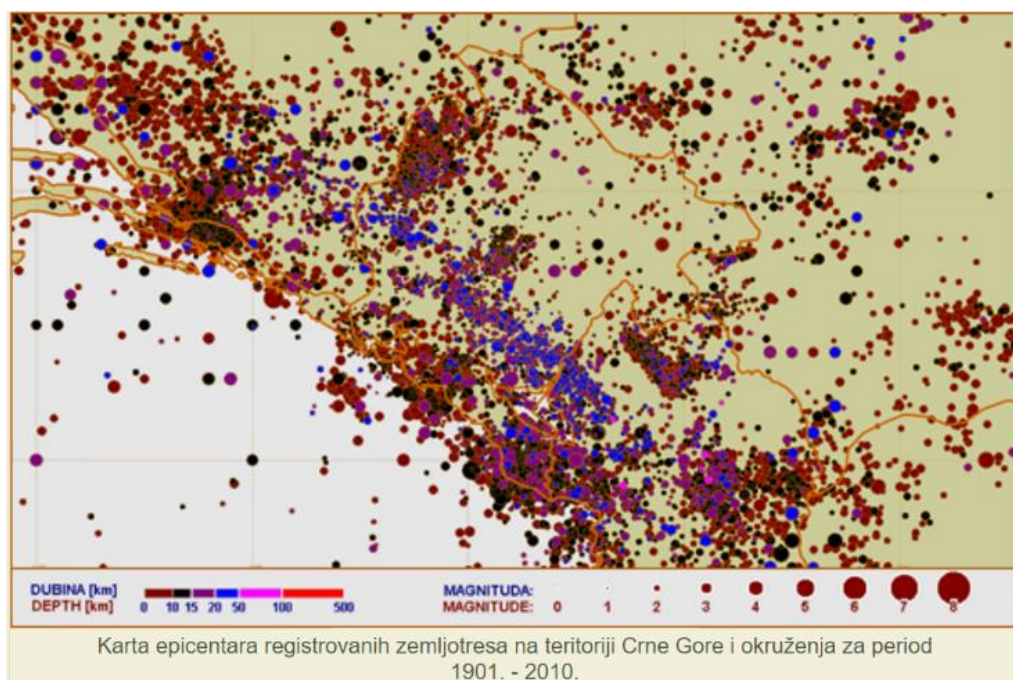 DUBINA [km]
DEPTH [km]
0 10 15 20 50 100 500
MAGNITUDA:
MAGNITUDE: 0 1 2 3 4 5 6 7 8
Karta epicentara registrovanih zemljotresa na teritoriji Crne Gore i okruženja za period
1901. - 2010.